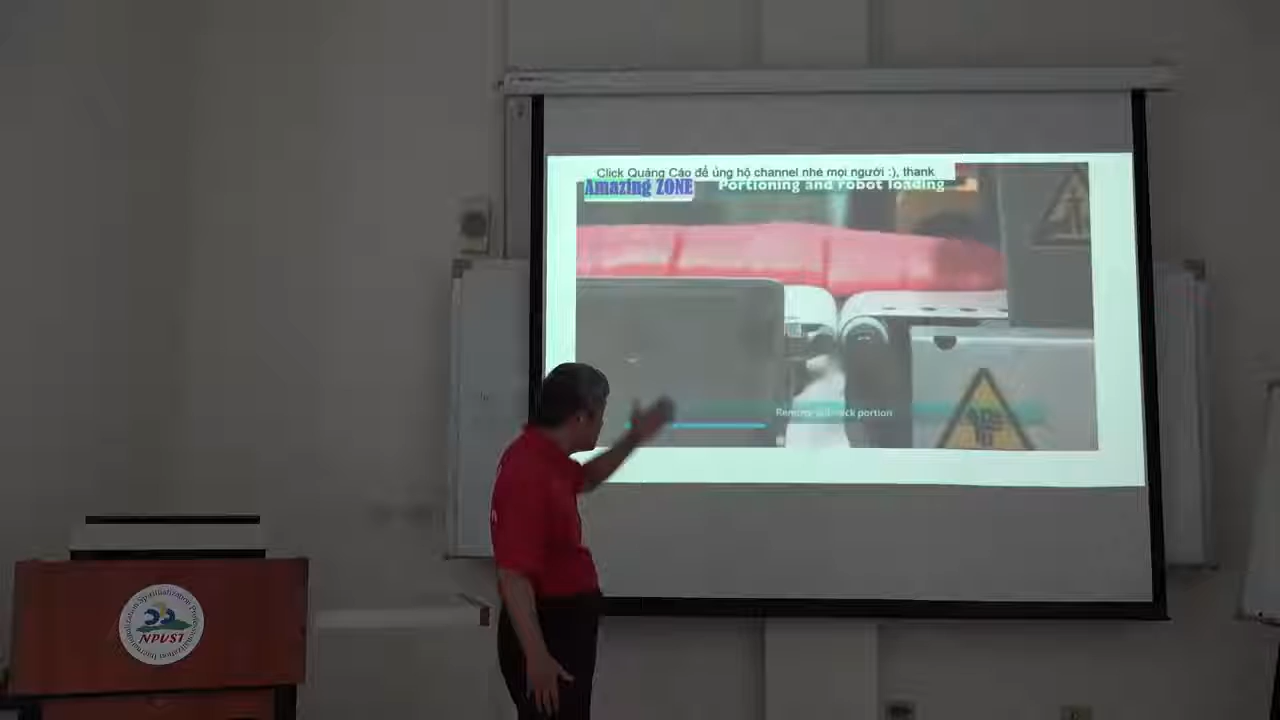 Click Quảng Cáo để ủng hộ channel nhé mọi người :), thank
Amazing ZONE
Portioning and robot loading
portion
NPUST